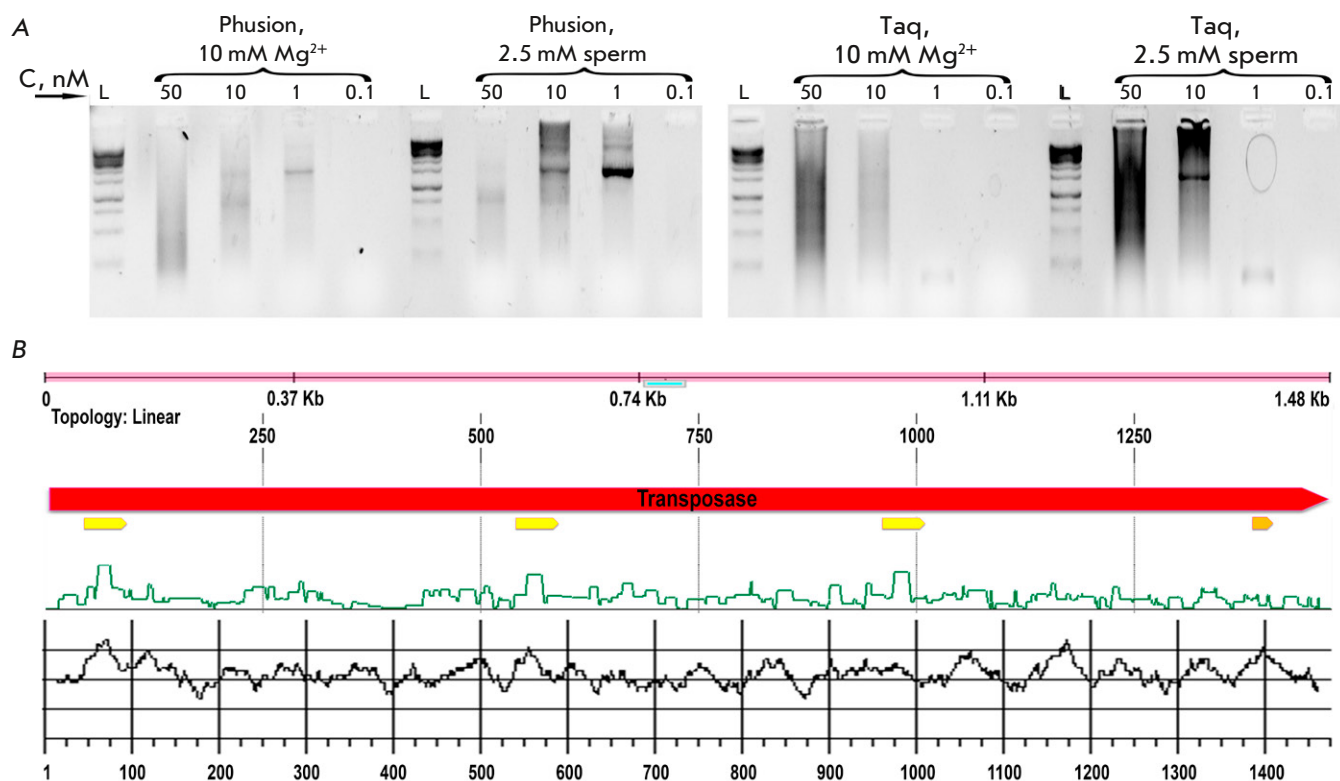 A
Phusion,
10 mM Mg²⁺
Phusion,
2.5 mM sperm
Taq,
10 mM Mg²⁺
Taq,
2.5 mM sperm
C, nM
L 50 10 1 0.1 L 50 10 1 0.1 L 50 10 1 0.1 L 50 10 1 0.1
B
0 0.37 Kb 0.74 Kb 1.11 Kb 1.48 Kb
Topology: Linear
250 500 750 1000 1250
Transposase
1 100 200 300 400 500 600 700 800 900 1000 1100 1200 1300 1400